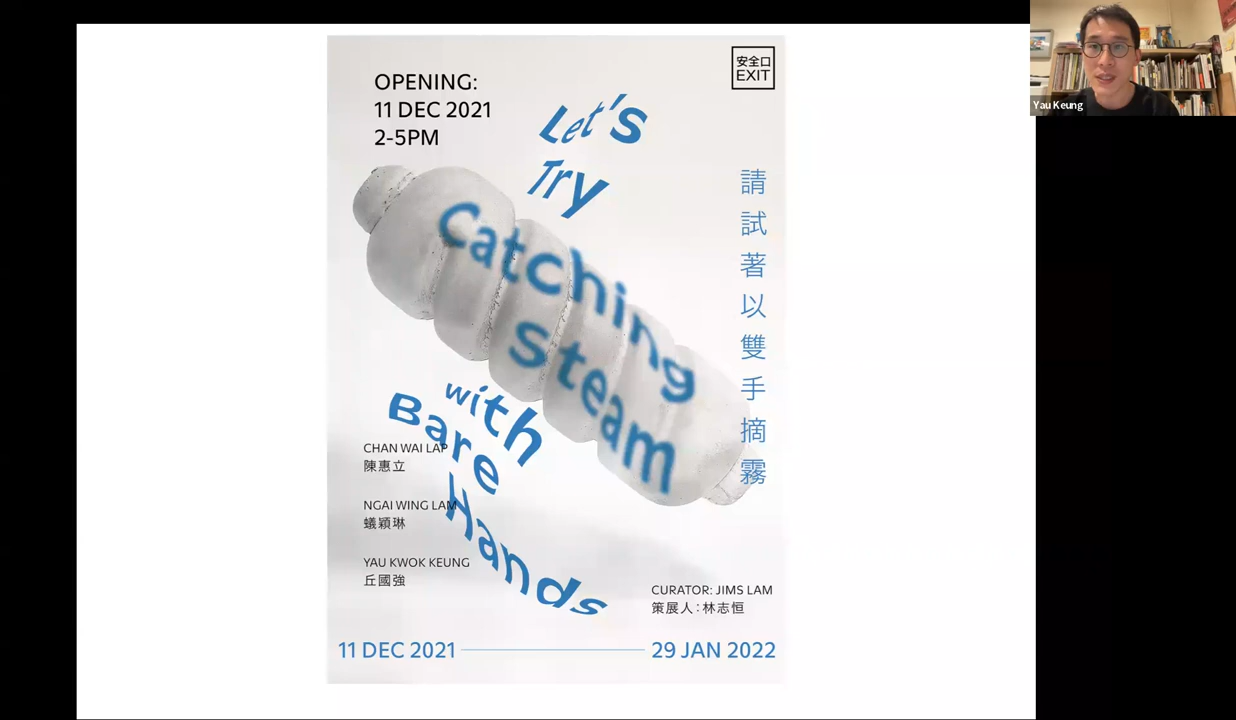 OPENING:
11 DEC 2021
2-5PM
安全口
EXIT
Let's
Try
Catching
Steam
with
Bare
Hands
請試著以雙手摘霧
CHAN WAI LAP
陳惠立
NGAI WING LAM
蟻穎琳
YAU KWOK KEUNG
丘國強
CURATOR: JIMS LAM
策展人：林志恒
11 DEC 2021
29 JAN 2022
Yau Keung